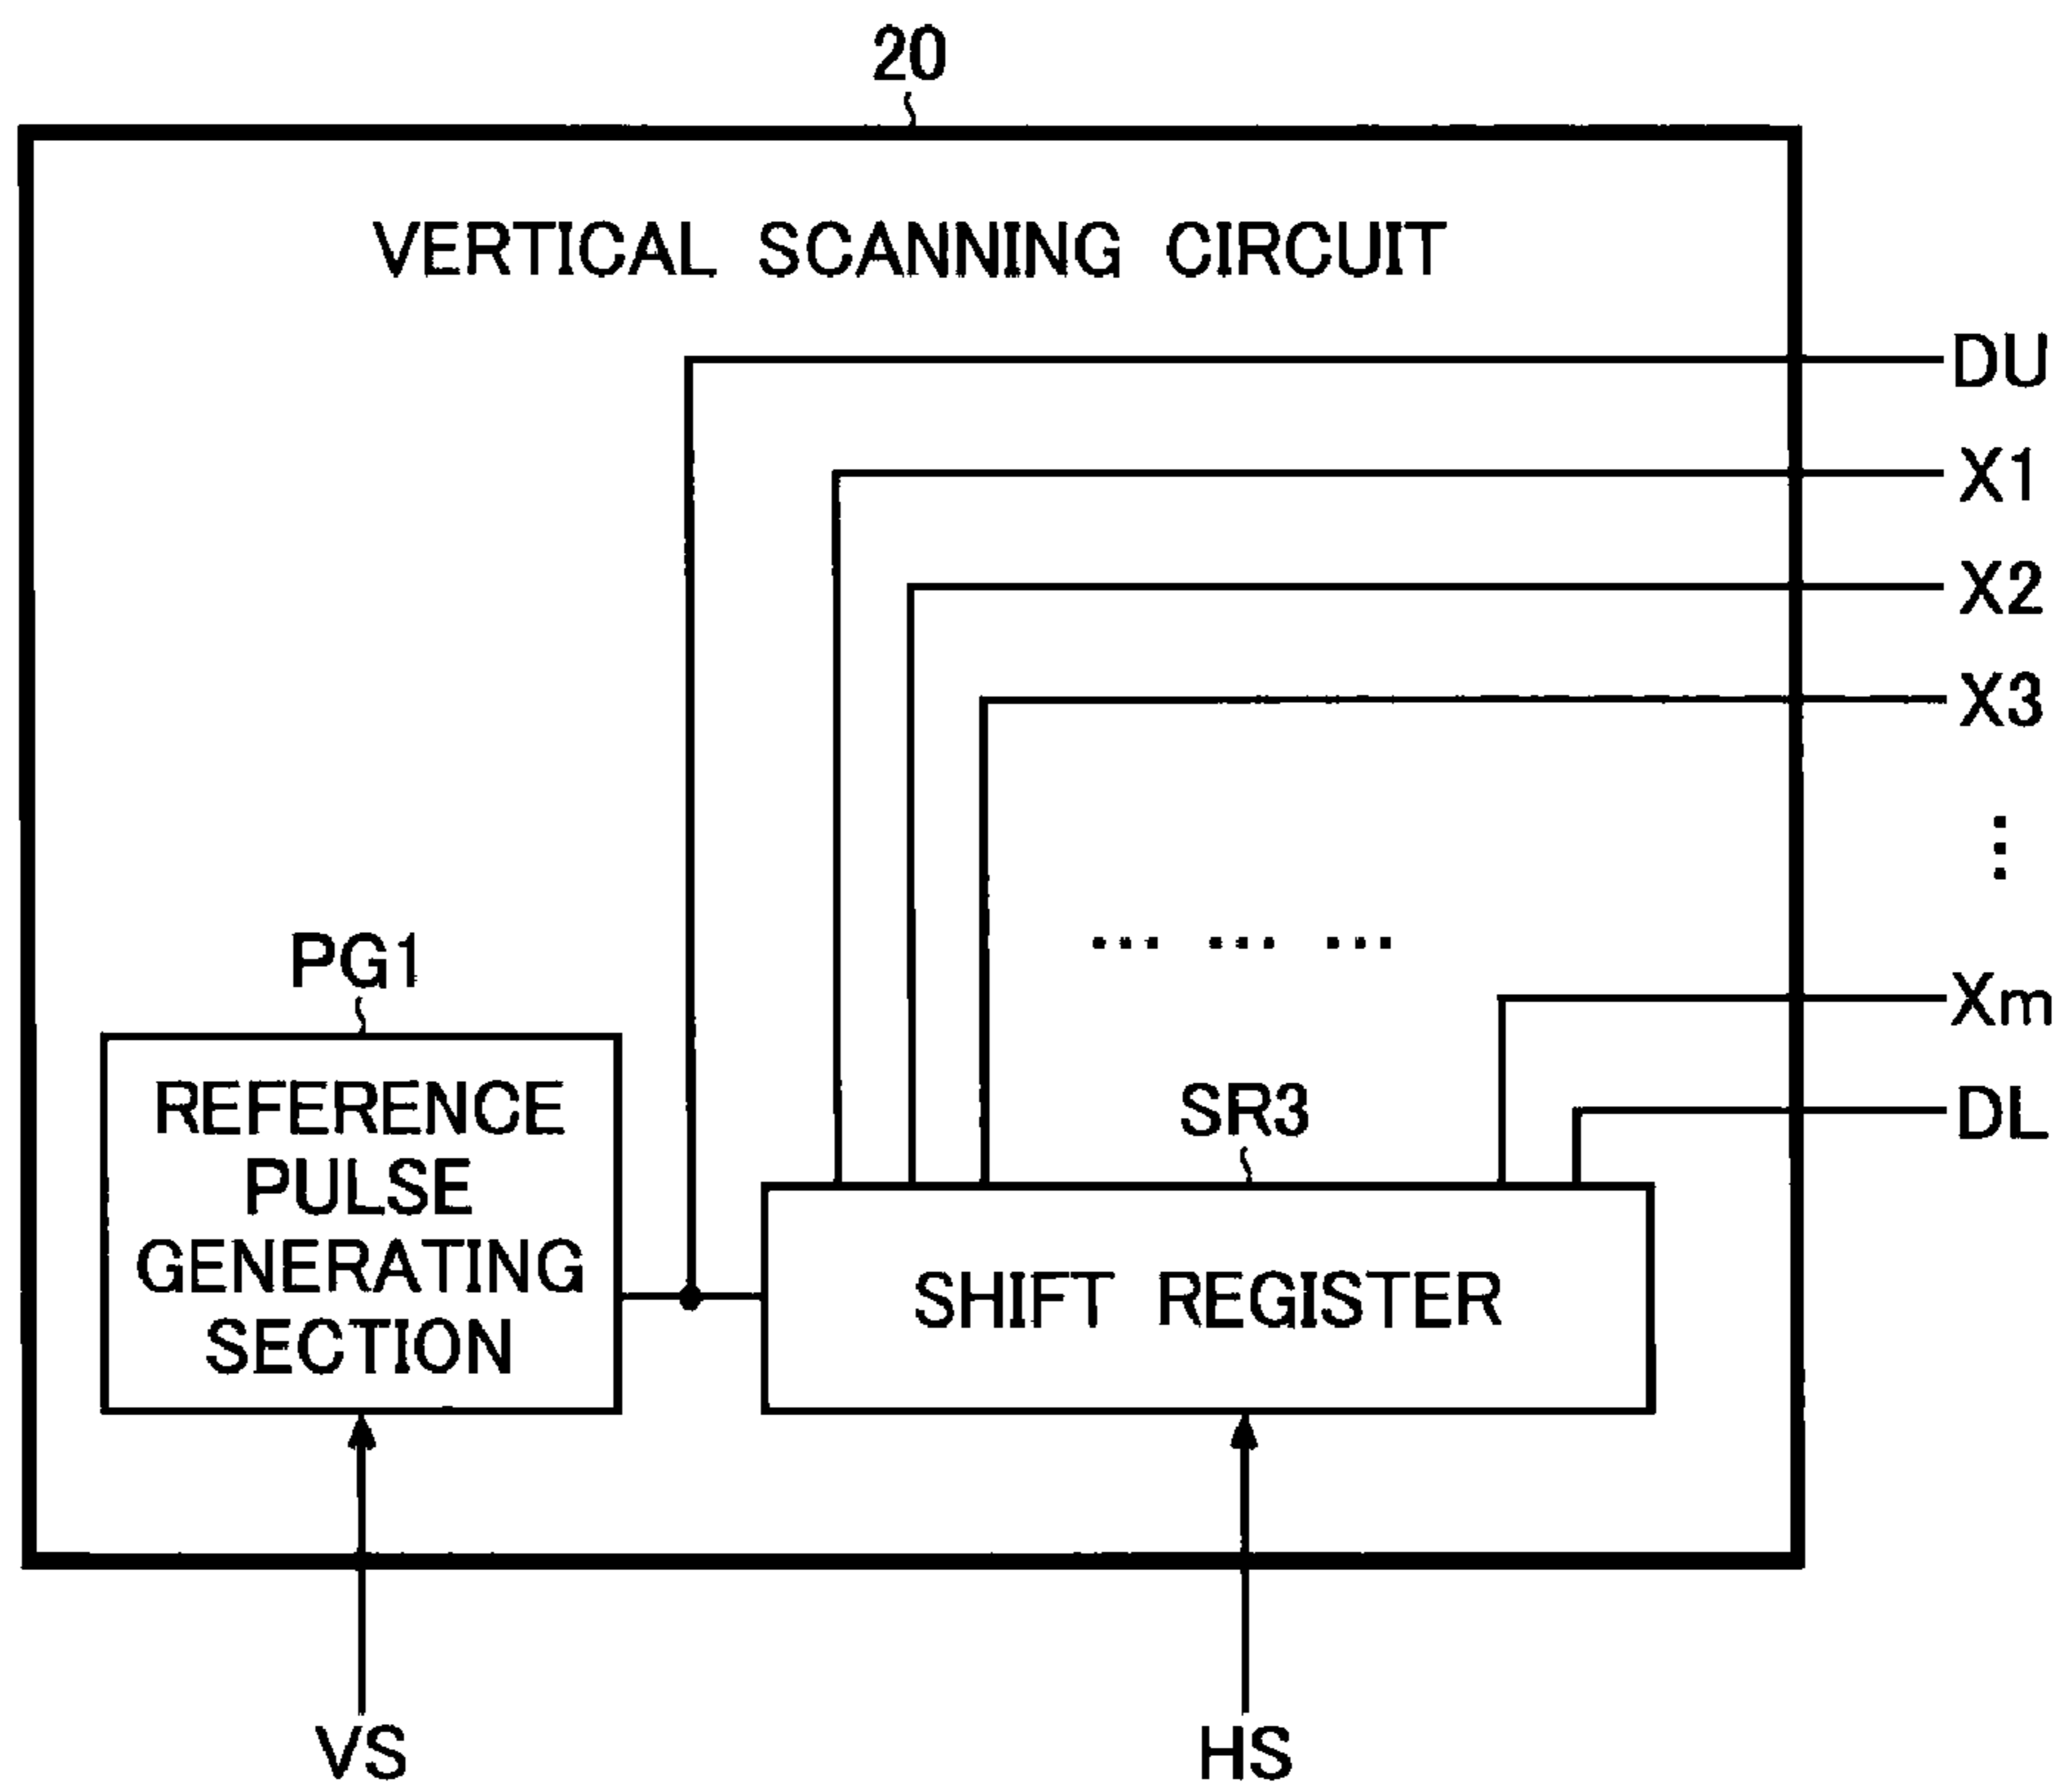 20
VERTICAL SCANNING CIRCUIT
DU
X1
X2
X3
⋮
... ... ...
Xm
DL
PG1
REFERENCE
PULSE
GENERATING
SECTION
SR3
SHIFT REGISTER
VS
HS